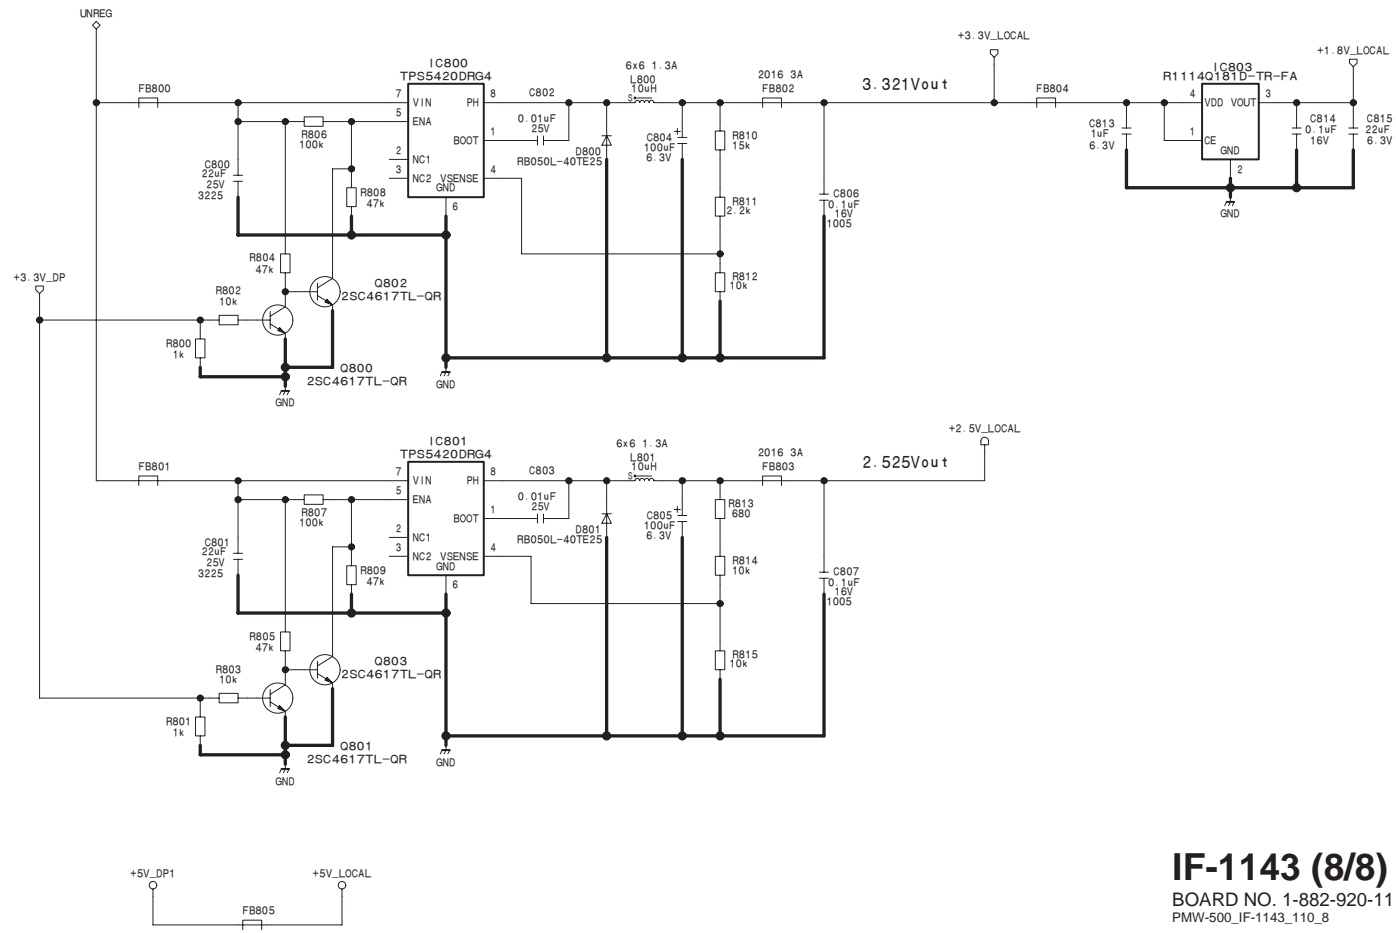 UNREG
FB800
R806
100k
C800
22uF
25V
3225
R808
47k
R804
47k
+3.3V_DP
R802
10k
R800
1k
Q802
2SC4617TL-QR
Q800
2SC4617TL-QR
GND
IC800
TPS5420DRG4
7
VIN
PH
8
5
ENA
BOOT
1
2
NC1
3
NC2
VSENSE
4
GND
6
GND
C802
0.01uF
25V
D800
RB050L-40TE25
6x6 1.3A
L800
10uH
S
C804
+
100uF
6.3V
R810
15k
R811
2.2k
R812
10k
2016 3A
FB802
3.321Vout
C806
0.1uF
16V
1005
+3.3V_LOCAL
FB804
C813
1uF
6.3V
IC803
R1114Q181D-TR-FA
4
VDD
VOUT
3
1
CE
GND
2
GND
C814
0.1uF
16V
+1.8V_LOCAL
C815
22uF
6.3V
FB801
R807
100k
C801
22uF
25V
3225
R809
47k
R805
47k
R803
10k
R801
1k
Q803
2SC4617TL-QR
Q801
2SC4617TL-QR
GND
IC801
TPS5420DRG4
7
VIN
PH
8
5
ENA
BOOT
1
2
NC1
3
NC2
VSENSE
4
GND
6
GND
C803
0.01uF
25V
D801
RB050L-40TE25
6x6 1.3A
L801
10uH
S
C805
+
100uF
6.3V
R813
680
R814
10k
R815
10k
2016 3A
FB803
2.525Vout
C807
0.1uF
16V
1005
+2.5V_LOCAL
+5V_DP1
+5V_LOCAL
FB805
IF-1143 (8/8)
BOARD NO. 1-882-920-11
PMW-500_IF-1143_110_8